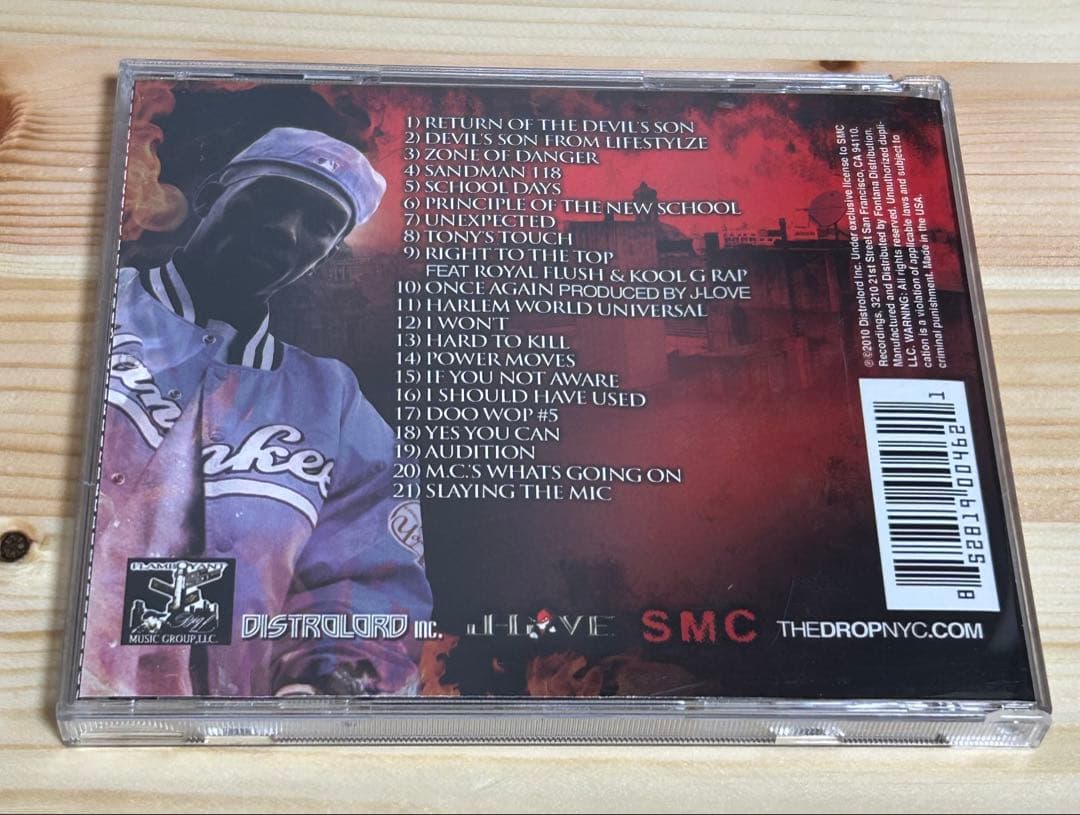 1) RETURN OF THE DEVIL'S SON
2) DEVIL'S SON FROM LIFESTYLZE
3) ZONE OF DANGER
4) SANDMAN 118
5) SCHOOL DAYS
6) PRINCIPLE OF THE NEW SCHOOL
7) UNEXPECTED
8) TONY'S TOUCH
9) RIGHT TO THE TOP
FEAT ROYAL FLUSH & KOOL G RAP
10) ONCE AGAIN PRODUCED BY J-LOVE
11) HARLEM WORLD UNIVERSAL
12) I WON'T
13) HARD TO KILL
14) POWER MOVES
15) IF YOU NOT AWARE
16) I SHOULD HAVE USED
17) DOO WOP #5
18) YES YOU CAN
19) AUDITION
20) M.C.'S WHATS GOING ON
21) SLAYING THE MIC
℗©2010 Distrolord Inc. Under exclusive license to SMC
Recordings, 3210 21st Street San Francisco, CA 94110.
Manufactured and Distributed by Fontana Distribution,
LLC. WARNING: All rights reserved. Unauthorized dupli-
cation is a violation of applicable laws and subject to
criminal punishment. Made in the USA.
8 52819 00462 1
FLAMBOYANT
MUSIC GROUP, LLC.
DISTROLORD INC.
J-LOVE
SMC
THEDROPNYC.COM